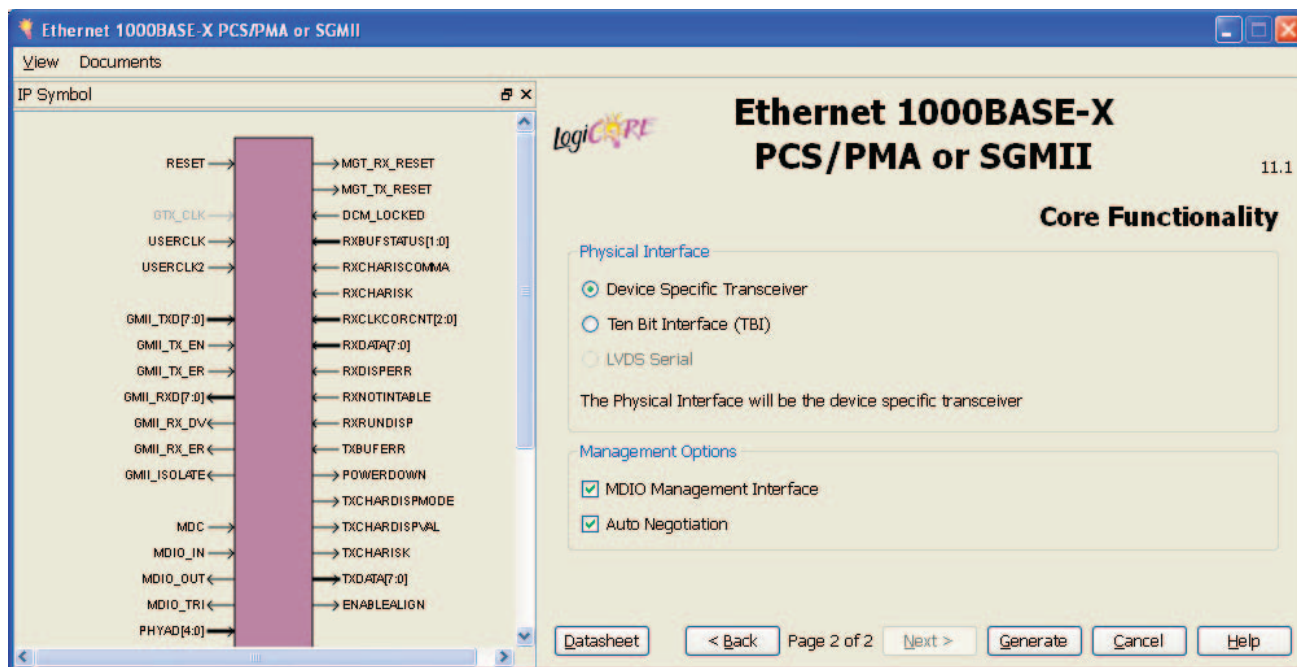 Ethernet 1000BASE-X PCS/PMA or SGMII
View Documents
IP Symbol
RESET
GTX_CLK
USERCLK
USERCLK2
GMII_TXD[7:0]
GMII_TX_EN
GMII_TX_ER
GMII_RXD[7:0]
GMII_RX_DV
GMII_RX_ER
GMII_ISOLATE
MDC
MDIO_IN
MDIO_OUT
MDIO_TRI
PHYAD[4:0]
MGT_RX_RESET
MGT_TX_RESET
DCM_LOCKED
RXBUFSTATUS[1:0]
RXCHARISCOMMA
RXCHARISK
RXCLKCORCNT[2:0]
RXDATA[7:0]
RXDISPERR
RXNOTINTABLE
RXRUNDISP
TXBUFERR
POWERDOWN
TXCHARDISPMODE
TXCHARDISPVAL
TXCHARISK
TXDATA[7:0]
ENABLEALIGN
LogiCORE
Ethernet 1000BASE-X
PCS/PMA or SGMII
11.1
Core Functionality
Physical Interface
Device Specific Transceiver
Ten Bit Interface (TBI)
LVDS Serial
The Physical Interface will be the device specific transceiver
Management Options
MDIO Management Interface
Auto Negotiation
Datasheet < Back Page 2 of 2 Next > Generate Cancel Help